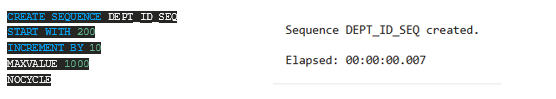 CREATE SEQUENCE DEPT_ID_SEQ
START WITH 200
INCREMENT BY 10
MAXVALUE 1000
NOCYCLE
Sequence DEPT_ID_SEQ created.
Elapsed: 00:00:00.007